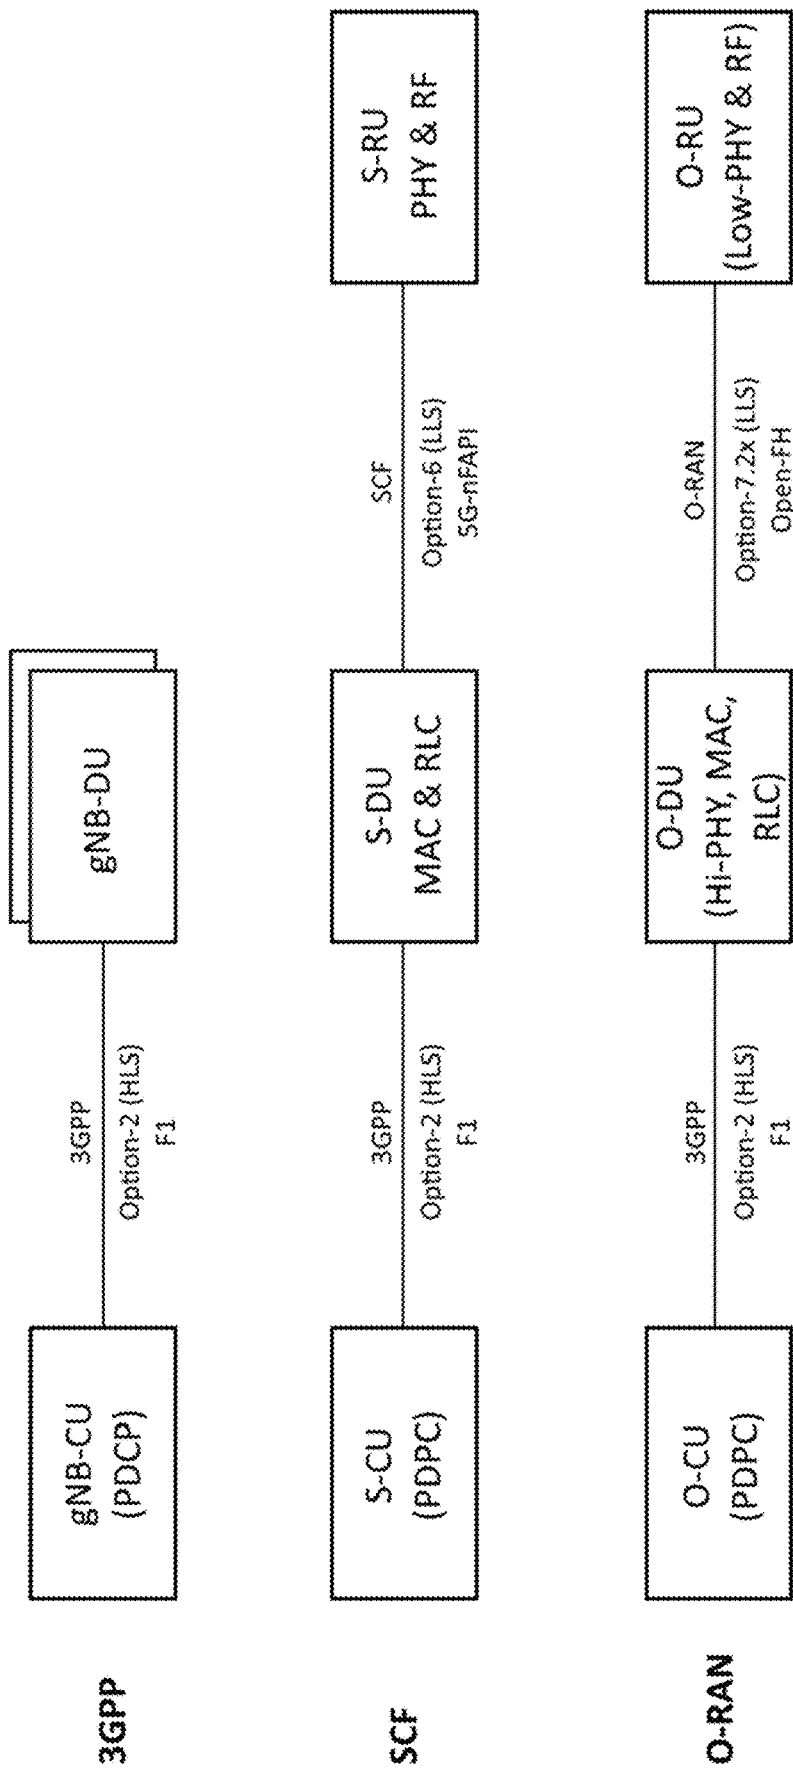 3GPP
gNB-CU
(PDCP)
3GPP
Option-2 (HLS)
F1
gNB-DU
SCF
S-CU
(PDPC)
3GPP
Option-2 (HLS)
F1
S-DU
MAC & RLC
SCF
Option-6 (LLS)
5G-nFAPI
S-RU
PHY & RF
O-RAN
O-CU
(PDPC)
3GPP
Option-2 (HLS)
F1
O-DU
(Hi-PHY, MAC,
RLC)
O-RAN
Option-7.2x (LLS)
Open-FH
O-RU
(Low-PHY & RF)